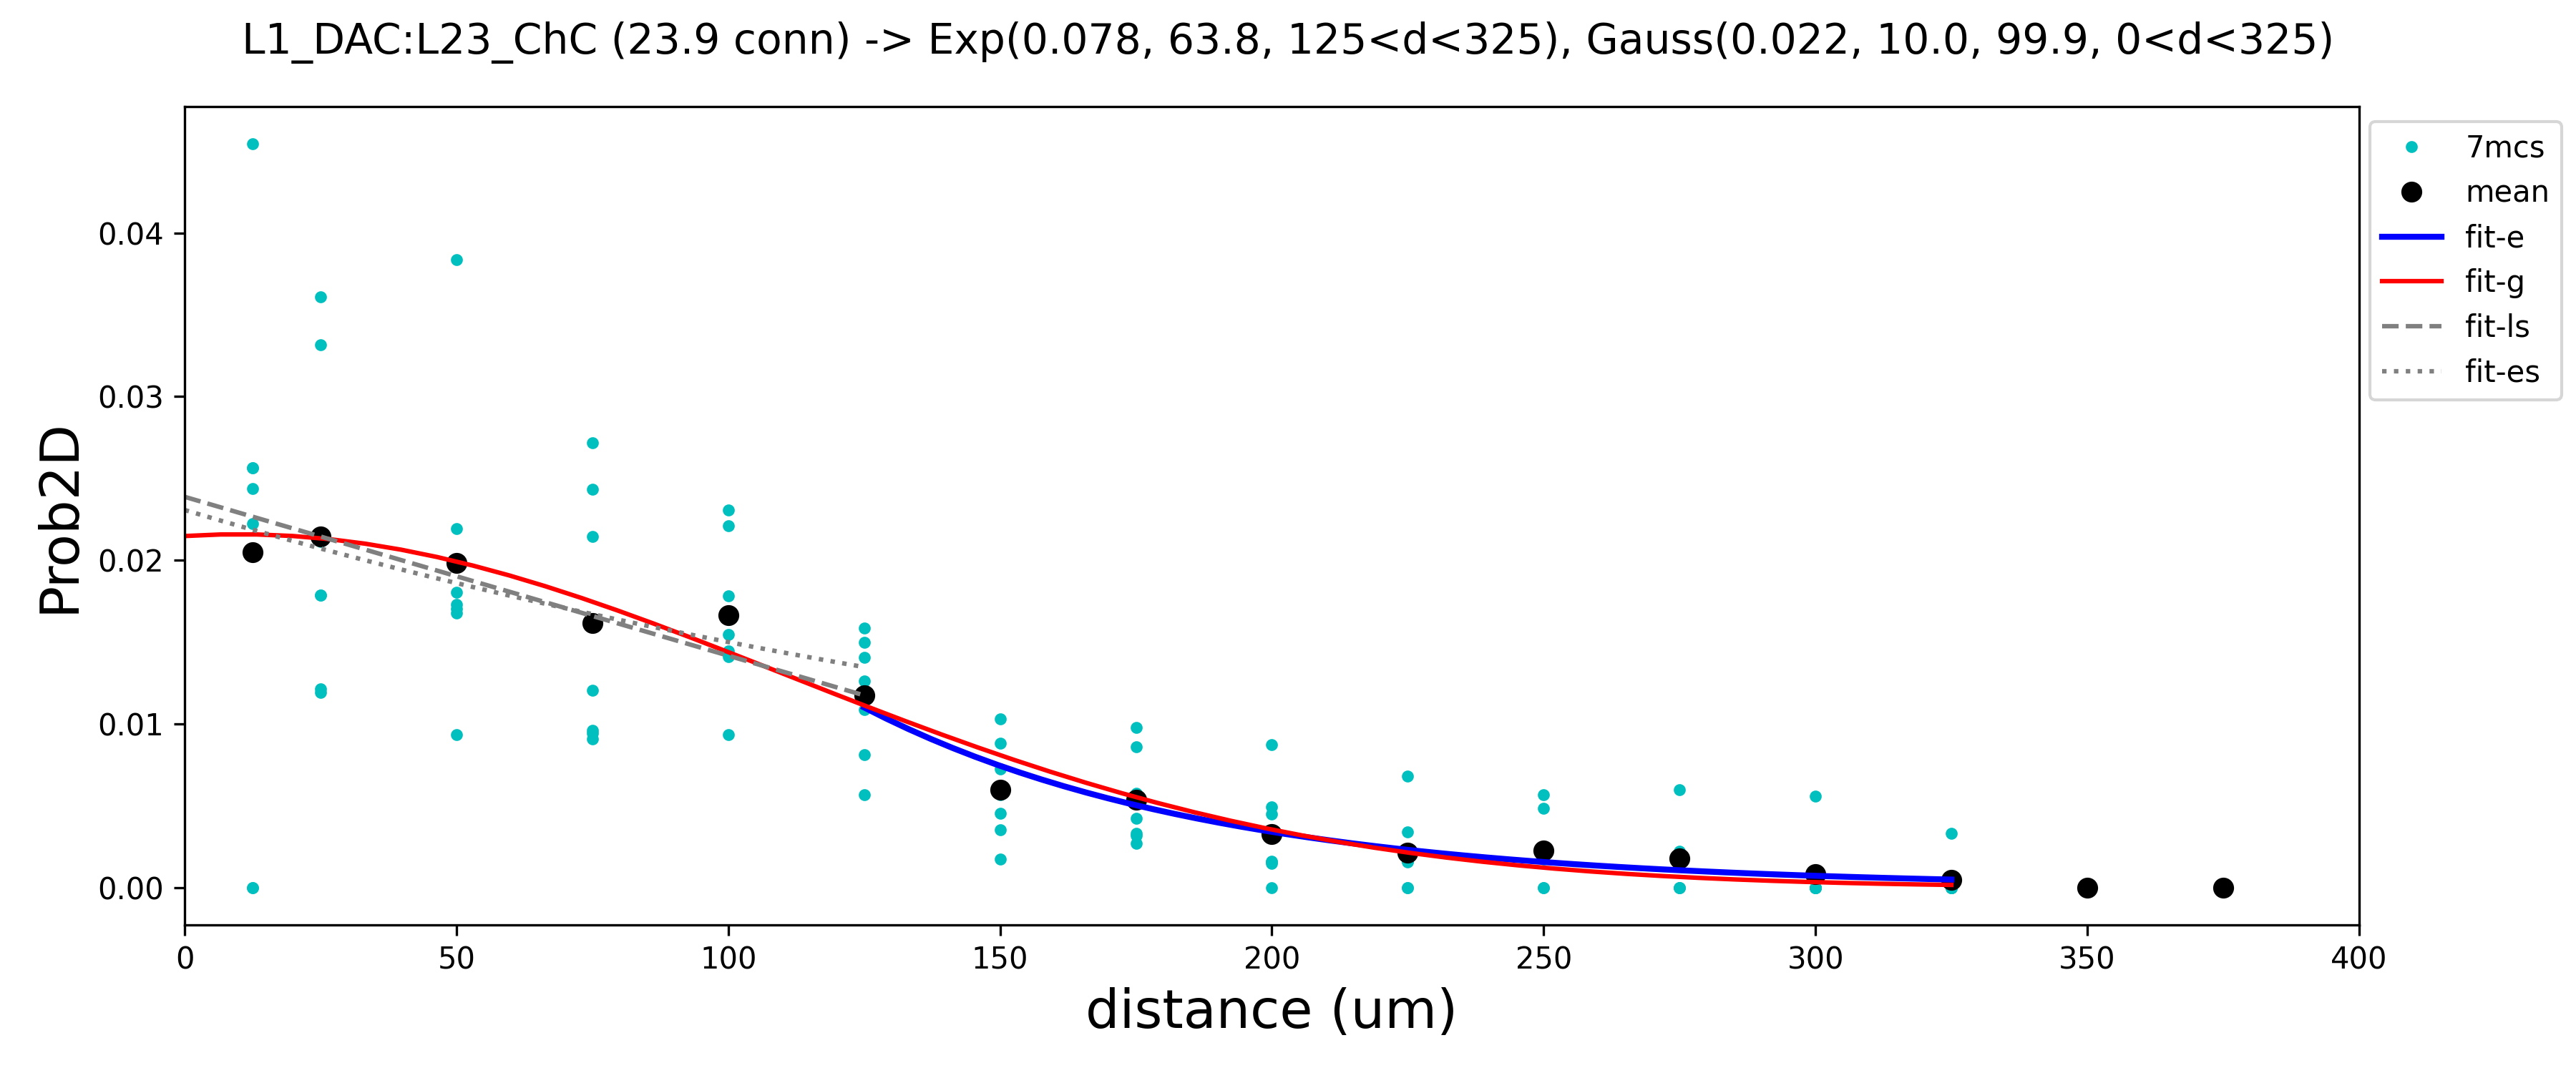 L1_DAC:L23_ChC (23.9 conn) -> Exp(0.078, 63.8, 125<d<325), Gauss(0.022, 10.0, 99.9, 0<d<325)
7mcs
mean
fit-e
fit-g
fit-ls
fit-es
Prob2D
0.04
0.03
0.02
0.01
0.00
0 50 100 150 200 250 300 350 400
distance (um)